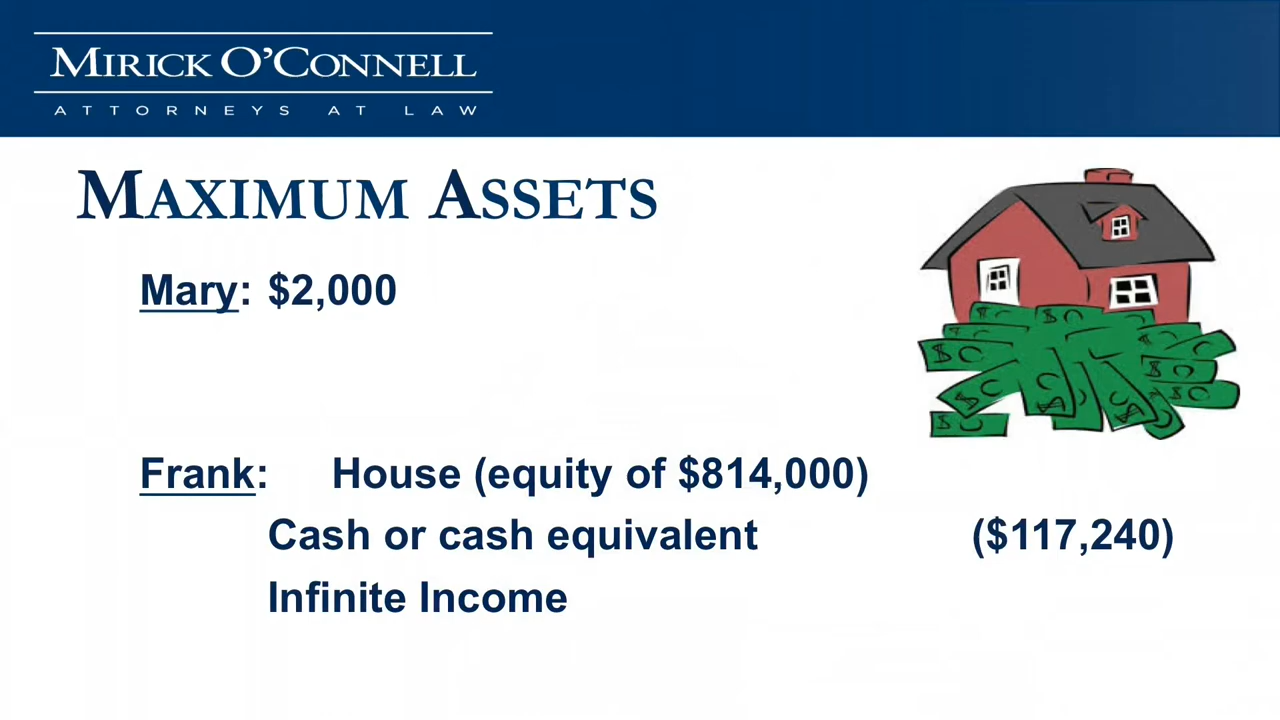 MIRICK O'CONNELL
ATTORNEYS AT LAW
MAXIMUM ASSETS
Mary: $2,000
Frank: House (equity of $814,000)
Cash or cash equivalent ($117,240)
Infinite Income